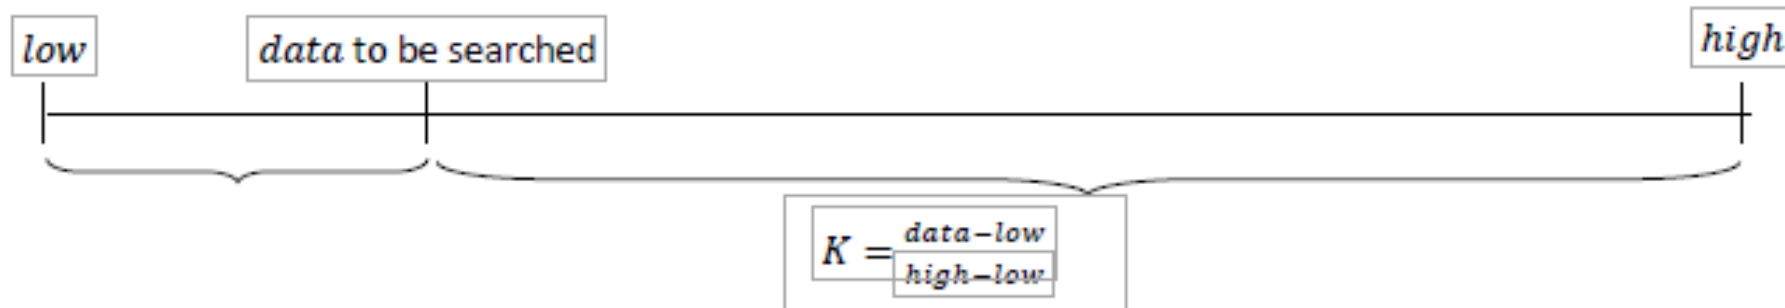 low
data to be searched
high
K = data−low
high−low